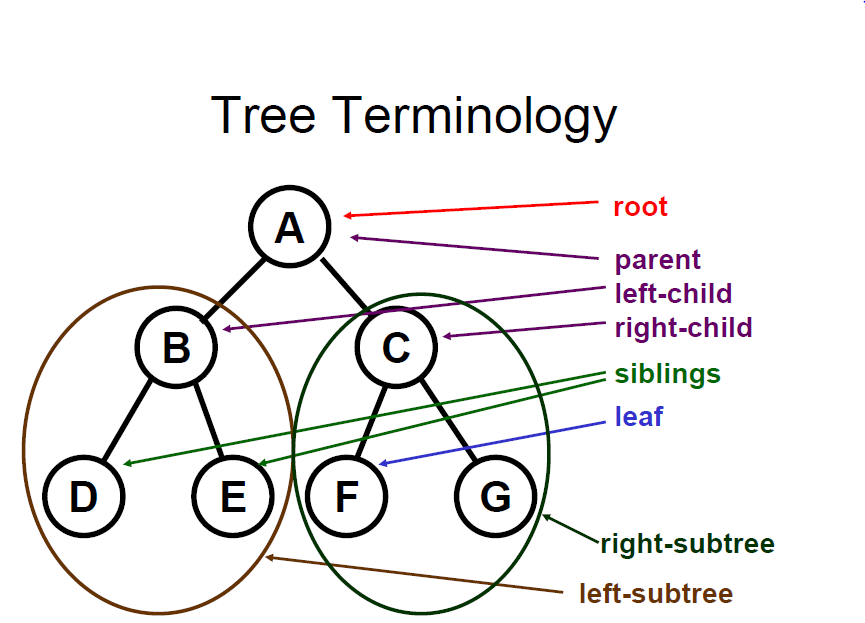 Tree Terminology
A
root
parent
left-child
B
C
right-child
siblings
leaf
D
E
F
G
right-subtree
left-subtree